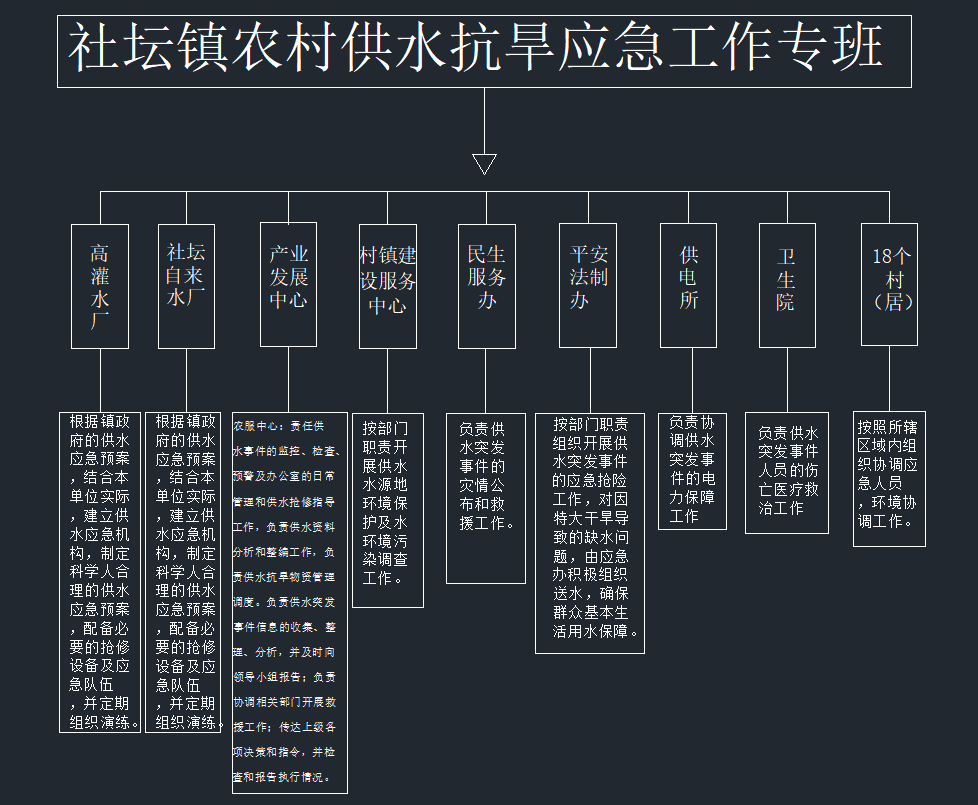 社坛镇农村供水抗旱应急工作专班
高
灌
水
厂
社坛
自来
水厂
产业
发展
中心
村镇建
设服务
中心
民生
服务
办
平安
法制
办
供
电
所
卫
生
院
18个
村
（居）
根据镇政
府的供水
应急预案
，结合本
单位实际
，建立供
水应急机
构，制定
科学人合
理的供水
应急预案
，配备必
要的抢修
设备及应
急队伍
，并定期
组织演练。
根据镇政
府的供水
应急预案
，结合本
单位实际
，建立供
水应急机
构，制定
科学人合
理的供水
应急预案
，配备必
要的抢修
设备及应
急队伍
，并定期
组织演练。
农服中心：责任供
水事件的监控、检查、
预警及办公室的日常
管理和供水抢修指导
工作，负责供水资料
分析和整编工作，负
责供水抗旱物资管理
调度。负责供水突发
事件信息的收集、整
理、分析，并及时向
领导小组报告；负责
协调相关部门开展救
援工作；传达上级各
项决策和指令，并检
查和报告执行情况。
按部门
职责开
展供水
水源地
环境保
护及水
环境污
染调查
工作。
负责供
水突发
事件的
灾情公
布和救
援工作。
按部门职责
组织开展供
水突发事件
的应急抢险
工作，对因
特大干旱导
致的缺水问
题，由应急
办积极组织
送水，确保
群众基本生
活用水保障。
负责协
调供水
突发事
件的电
力保障
工作
负责供水
突发事件
人员的伤
亡医疗救
治工作
按照所辖
区域内组
织协调应
急人员
，环境协
调工作。